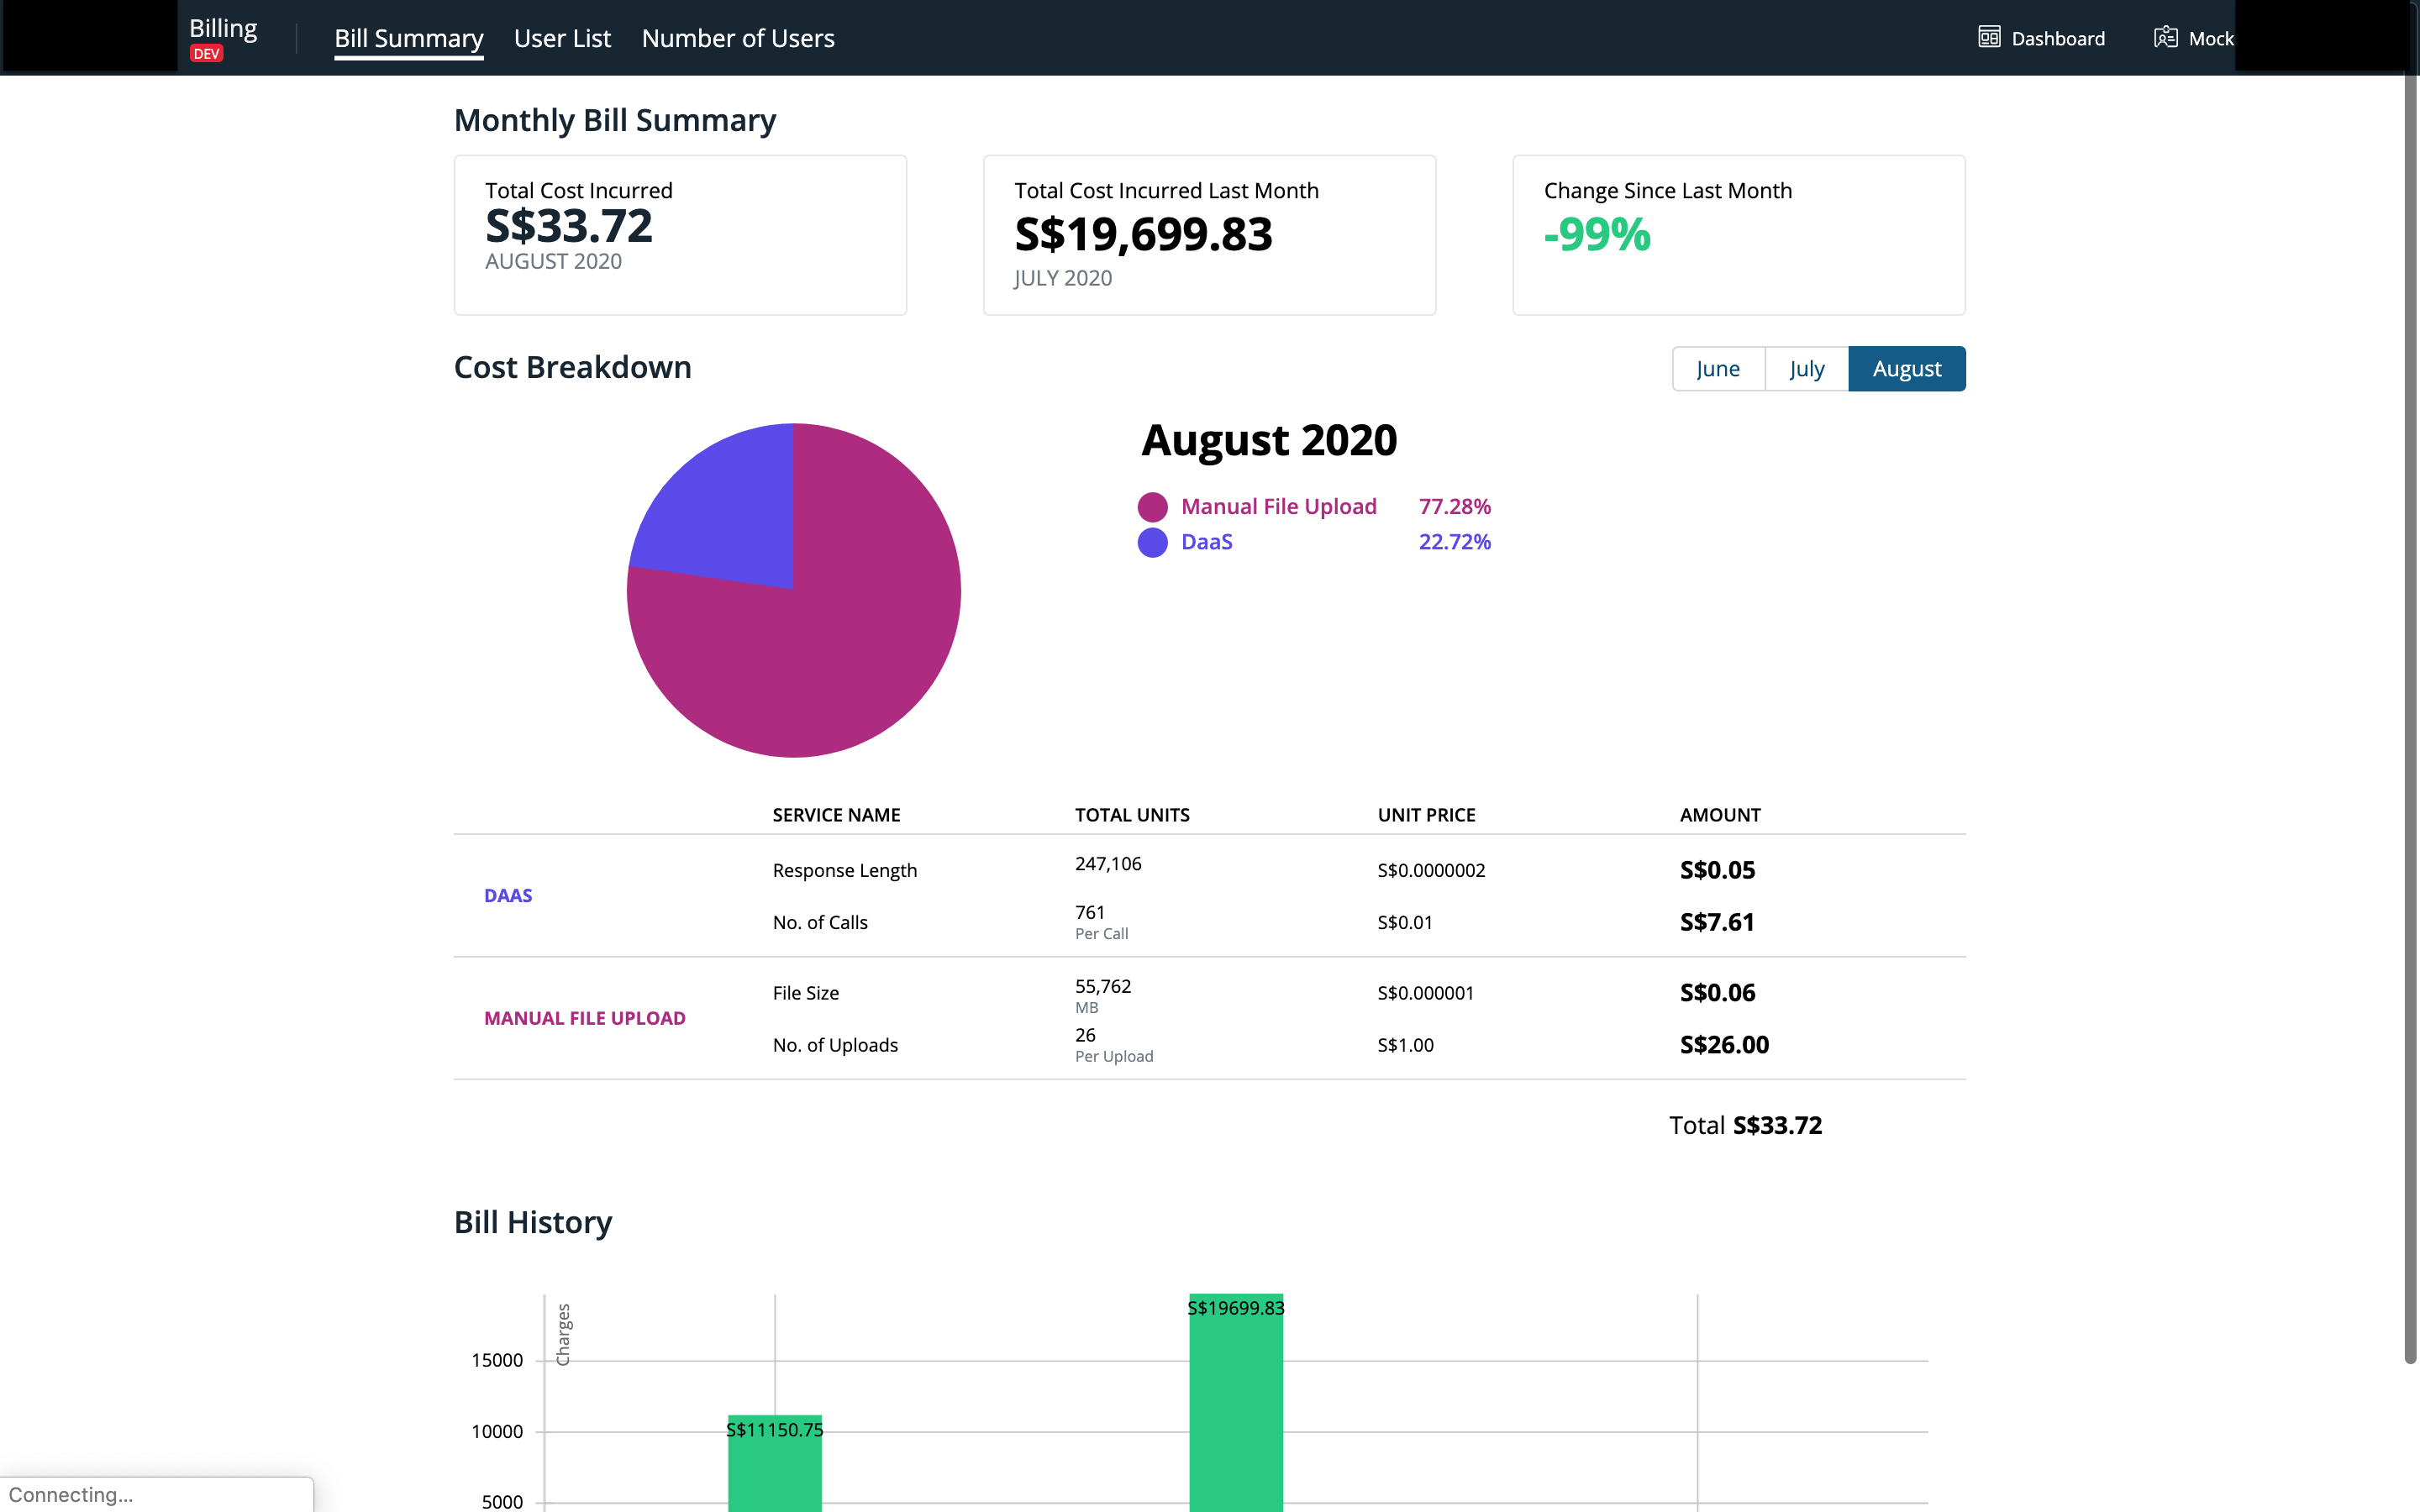 Billing
DEV
Bill Summary
User List
Number of Users
Dashboard
Mock
Monthly Bill Summary
Total Cost Incurred
S$33.72
AUGUST 2020
Total Cost Incurred Last Month
S$19,699.83
JULY 2020
Change Since Last Month
-99%
Cost Breakdown
June
July
August
August 2020
Manual File Upload 77.28%
DaaS 22.72%
SERVICE NAME TOTAL UNITS UNIT PRICE AMOUNT
DAAS
Response Length 247,106 S$0.0000002 S$0.05
No. of Calls 761 Per Call S$0.01 S$7.61
MANUAL FILE UPLOAD
File Size 55,762 MB S$0.000001 S$0.06
No. of Uploads 26 Per Upload S$1.00 S$26.00
Total S$33.72
Bill History
Charges
S$19699.83
15000
10000
S$11150.75
5000
Connecting...